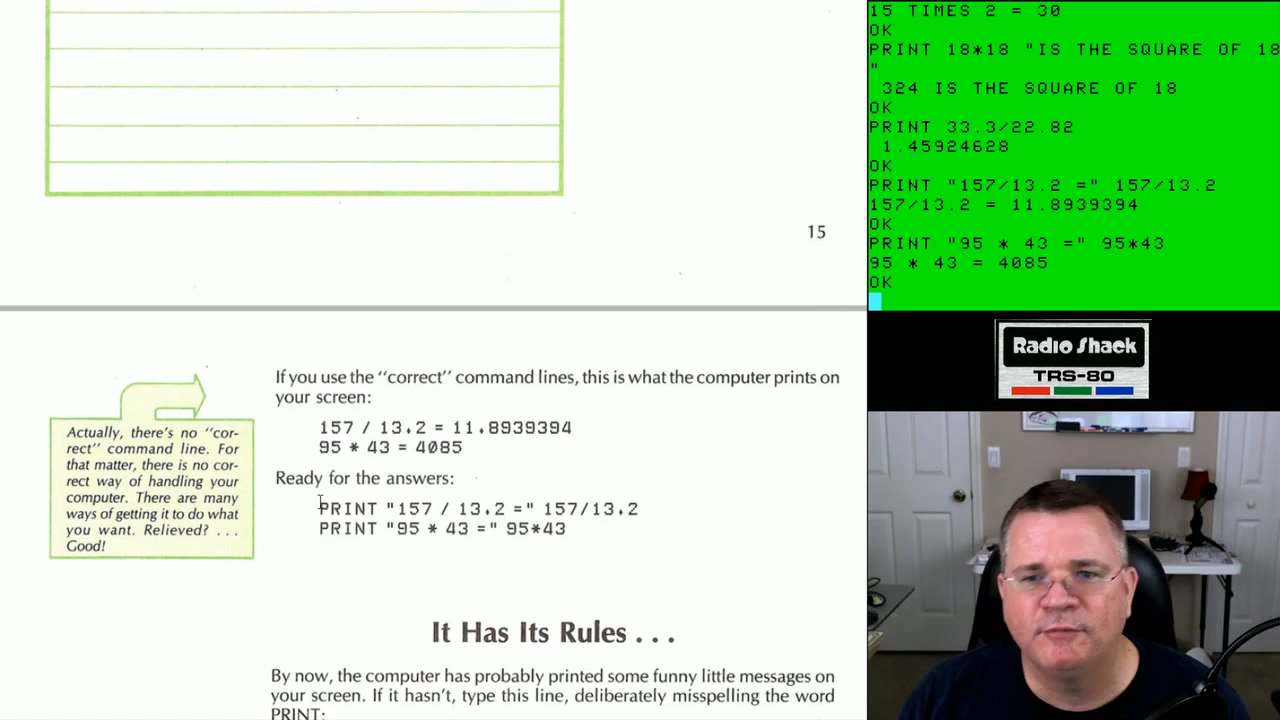 15
If you use the “correct” command lines, this is what the computer prints on
your screen:
157 / 13.2 = 11.8939394
95 * 43 = 4085
Ready for the answers:
PRINT "157 / 13.2 =" 157/13.2
PRINT "95 * 43 =" 95*43
Actually, there's no “cor-
rect” command line. For
that matter, there is no cor-
rect way of handling your
computer. There are many
ways of getting it to do what
you want. Relieved? ...
Good!
It Has Its Rules . . .
By now, the computer has probably printed some funny little messages on
your screen. If it hasn't, type this line, deliberately misspelling the word
PRINT:
15 TIMES 2 = 30
OK
PRINT 18*18 "IS THE SQUARE OF 18
"
324 IS THE SQUARE OF 18
OK
PRINT 33.3/22.82
1.45924628
OK
PRINT "157/13.2 =" 157/13.2
157/13.2 = 11.8939394
OK
PRINT "95 * 43 =" 95*43
95 * 43 = 4085
OK
Radio Shack
TRS-80